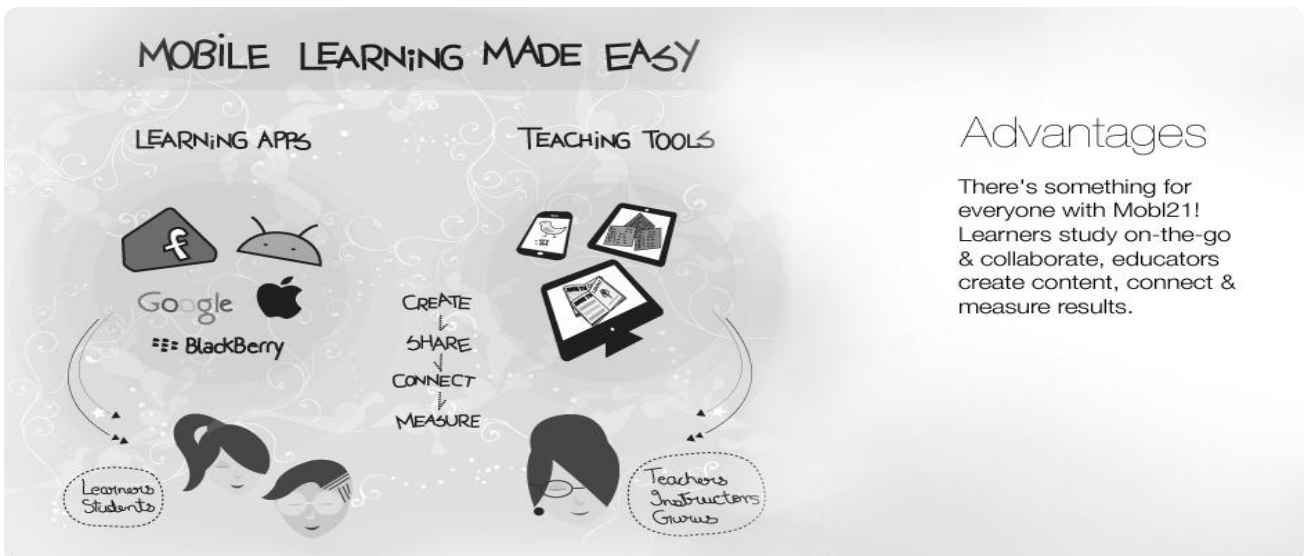 MOBiLE LEARNiNG MADE EASY
LEARNiNG APPS
Google
BlackBerry
TEACHiNG TOOLS
CREATE
SHARE
CONNECT
MEASURE
Learners
Students
Teachers
Instructors
Gurus
Advantages
There's something for
everyone with Mobl21!
Learners study on-the-go
& collaborate, educators
create content, connect &
measure results.